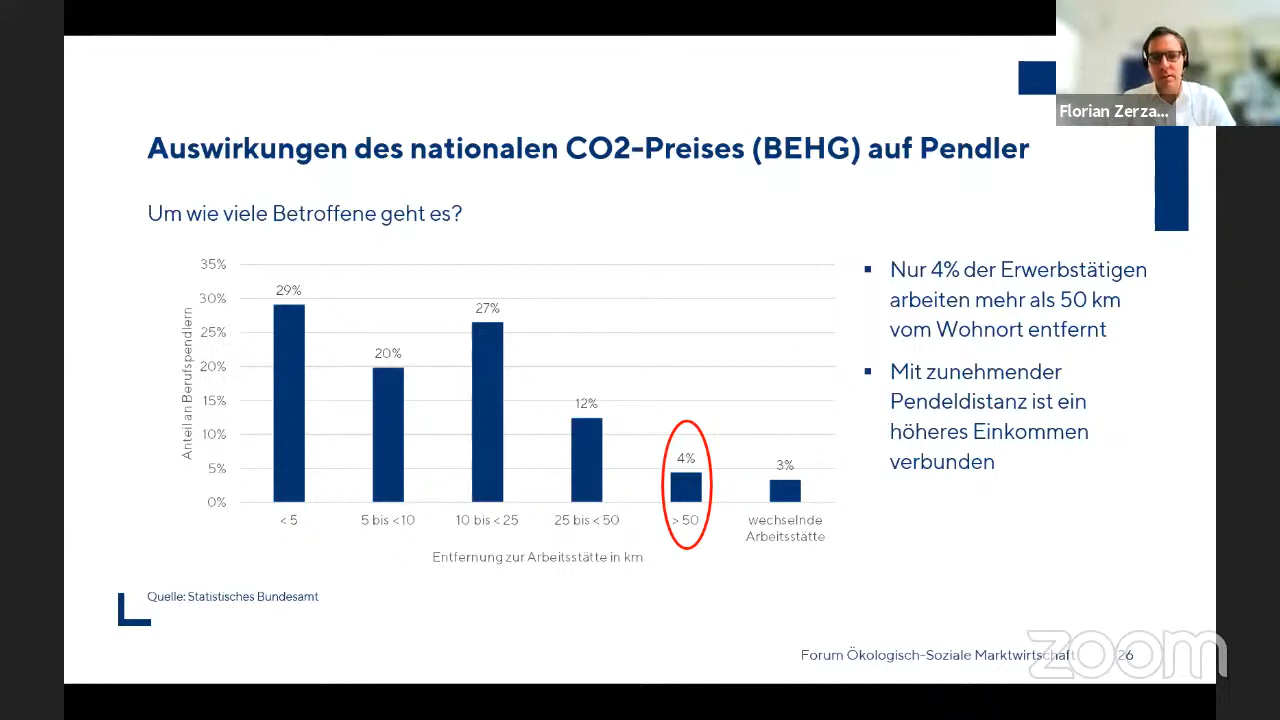 Florian Zerza...
Auswirkungen des nationalen CO2-Preises (BEHG) auf Pendler
Um wie viele Betroffene geht es?
Anteil an Berufspendlern
35%
30%
25%
20%
15%
10%
5%
0%
29%
20%
27%
12%
4%
3%
< 5
5 bis < 10
10 bis < 25
25 bis < 50
> 50
wechselnde
Arbeitsstätte
Entfernung zur Arbeitsstätte in km
▪ Nur 4% der Erwerbstätigen
arbeiten mehr als 50 km
vom Wohnort entfernt
▪ Mit zunehmender
Pendeldistanz ist ein
höheres Einkommen
verbunden
Quelle: Statistisches Bundesamt
Forum Ökologisch-Soziale Marktwirtschaft
26
zoom